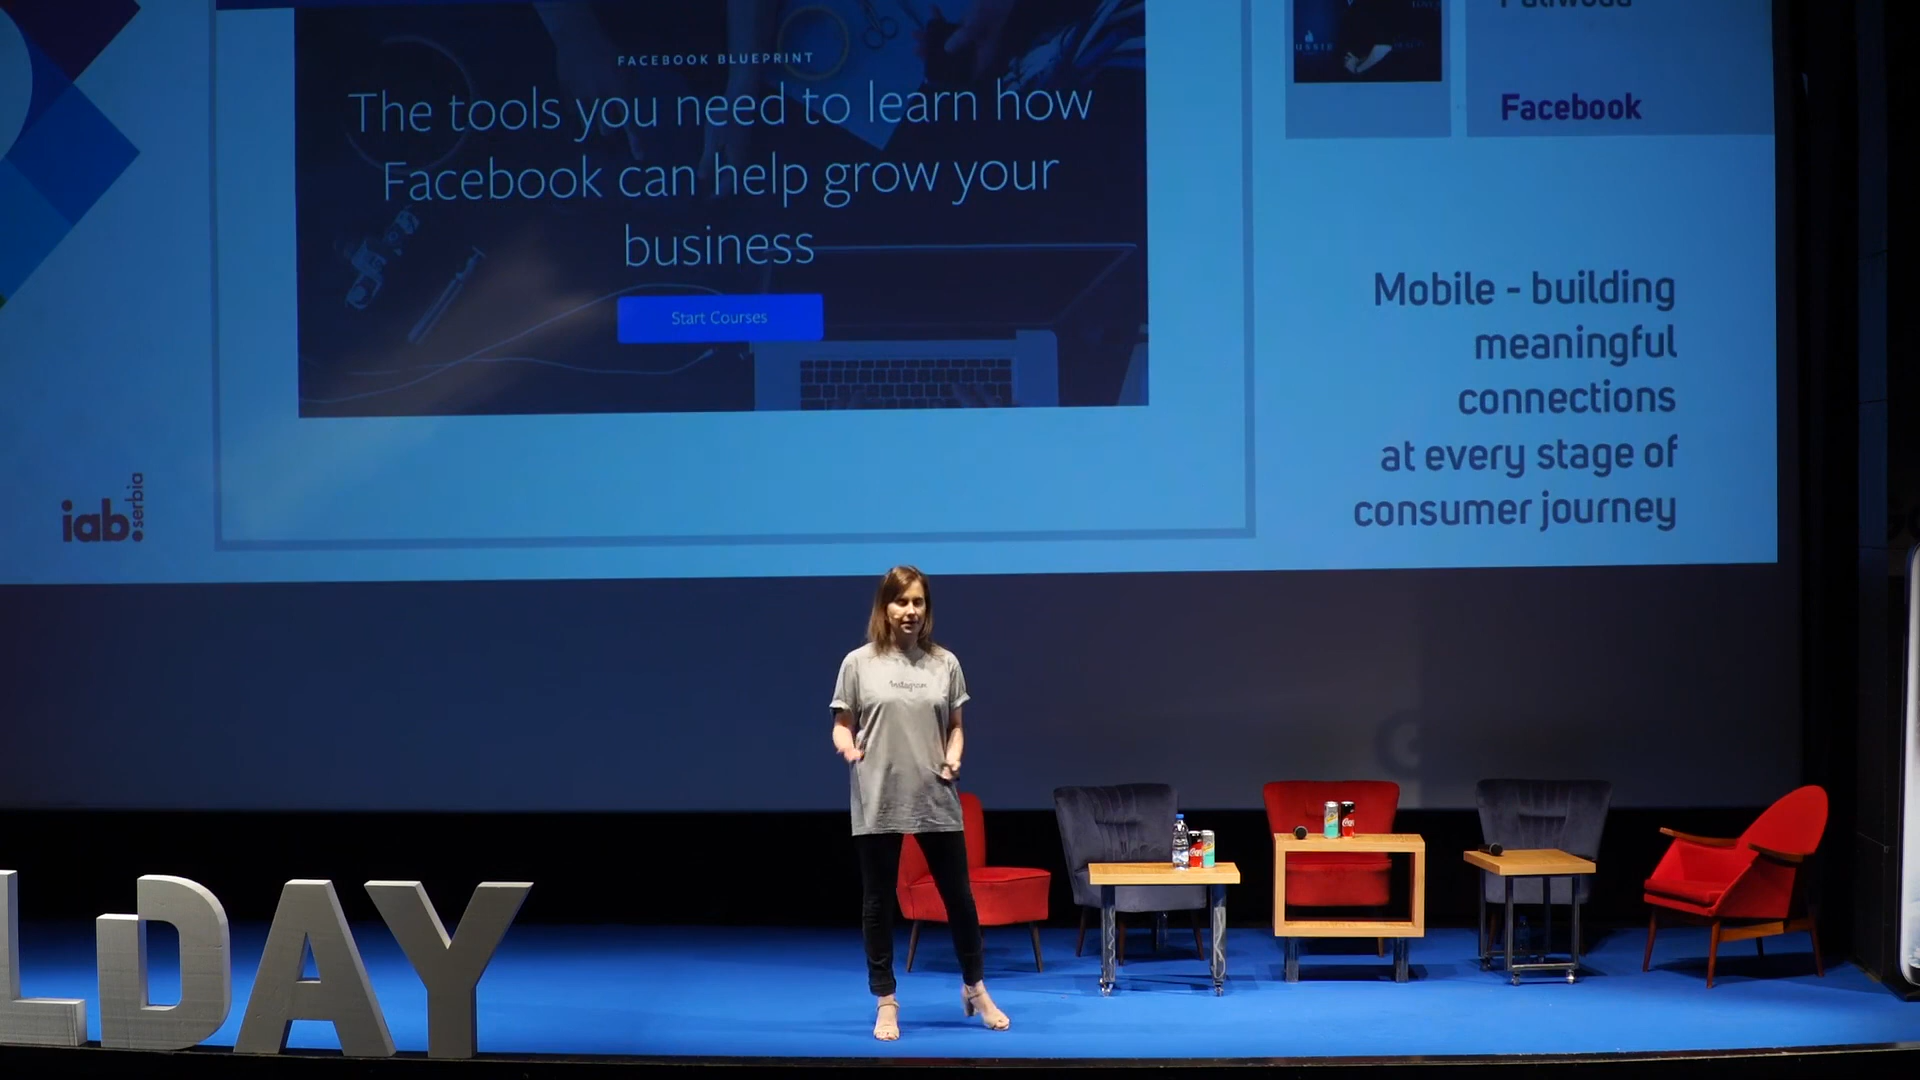 FACEBOOK BLUEPRINT
The tools you need to learn how
Facebook can help grow your
business
Start Courses
Facebook
Mobile - building
meaningful
connections
at every stage of
consumer journey
iab.
serbia
Instagram
L DAY